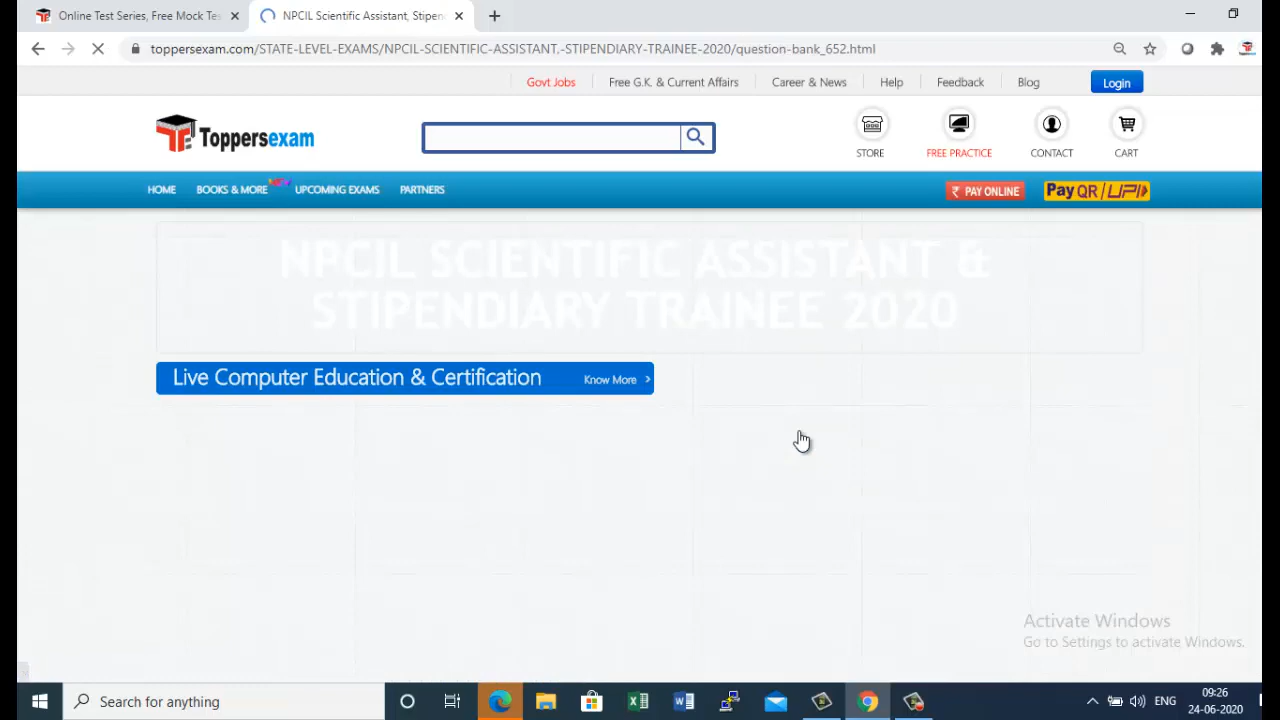 Online Test Series, Free Mock Tes
NPCIL Scientific Assistant, Stipen
toppersexam.com/STATE-LEVEL-EXAMS/NPCIL-SCIENTIFIC-ASSISTANT,-STIPENDIARY-TRAINEE-2020/question-bank_652.html
Govt Jobs
Free G.K. & Current Affairs
Career & News
Help
Feedback
Blog
Login
Toppersexam
STORE
FREE PRACTICE
CONTACT
CART
HOME
BOOKS & MORE
NEW
UPCOMING EXAMS
PARTNERS
₹ PAY ONLINE
Pay QR / UPI
NPCIL SCIENTIFIC ASSISTANT &
STIPENDIARY TRAINEE 2020
Live Computer Education & Certification
Know More
Activate Windows
Go to Settings to activate Windows.
Search for anything
ENG
09:26
24-06-2020